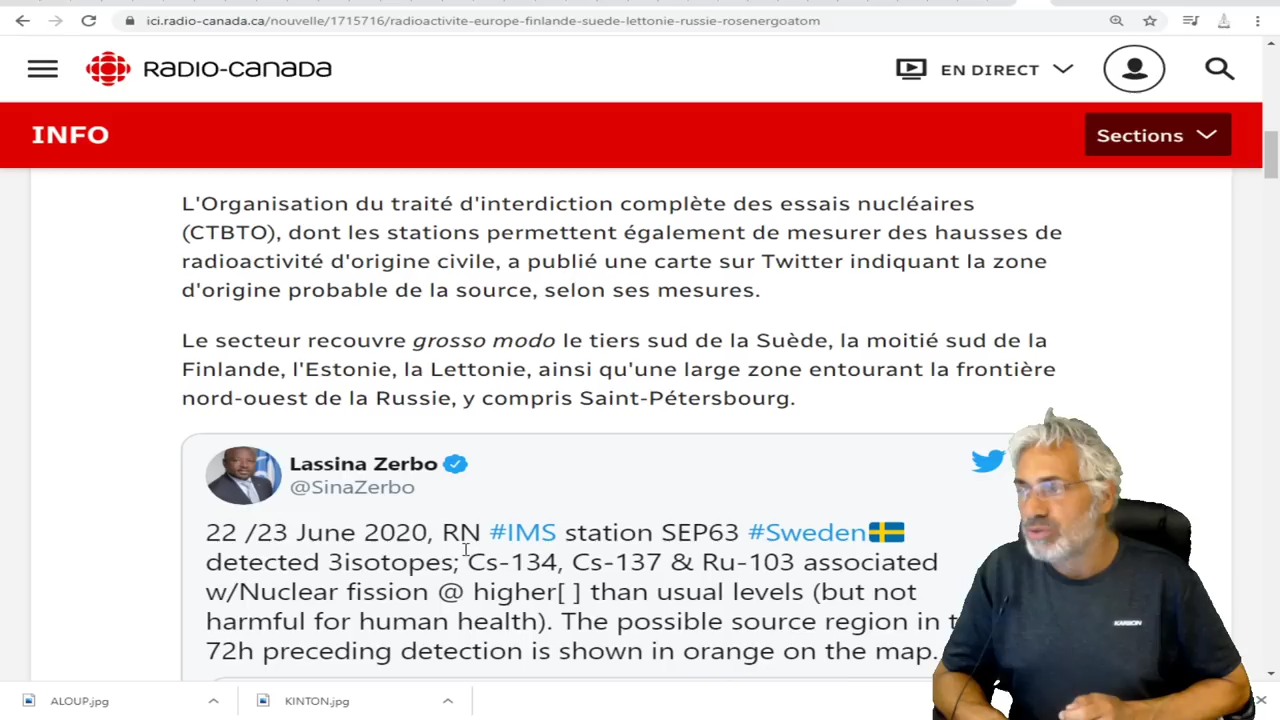 ici.radio-canada.ca/nouvelle/1715716/radioactivite-europe-finlande-suede-lettonie-russie-rosenergoatom
RADIO-CANADA
EN DIRECT
INFO
Sections
L'Organisation du traité d'interdiction complète des essais nucléaires
(CTBTO), dont les stations permettent également de mesurer des hausses de
radioactivité d'origine civile, a publié une carte sur Twitter indiquant la zone
d'origine probable de la source, selon ses mesures.
Le secteur recouvre grosso modo le tiers sud de la Suède, la moitié sud de la
Finlande, l'Estonie, la Lettonie, ainsi qu'une large zone entourant la frontière
nord-ouest de la Russie, y compris Saint-Pétersbourg.
Lassina Zerbo
@SinaZerbo
22 /23 June 2020, RN #IMS station SEP63 #Sweden🇸🇪
detected 3isotopes; Cs-134, Cs-137 & Ru-103 associated
w/Nuclear fission @ higher[ ] than usual levels (but not
harmful for human health). The possible source region in
72h preceding detection is shown in orange on the map.
KARBON
ALOUP.jpg
KINTON.jpg